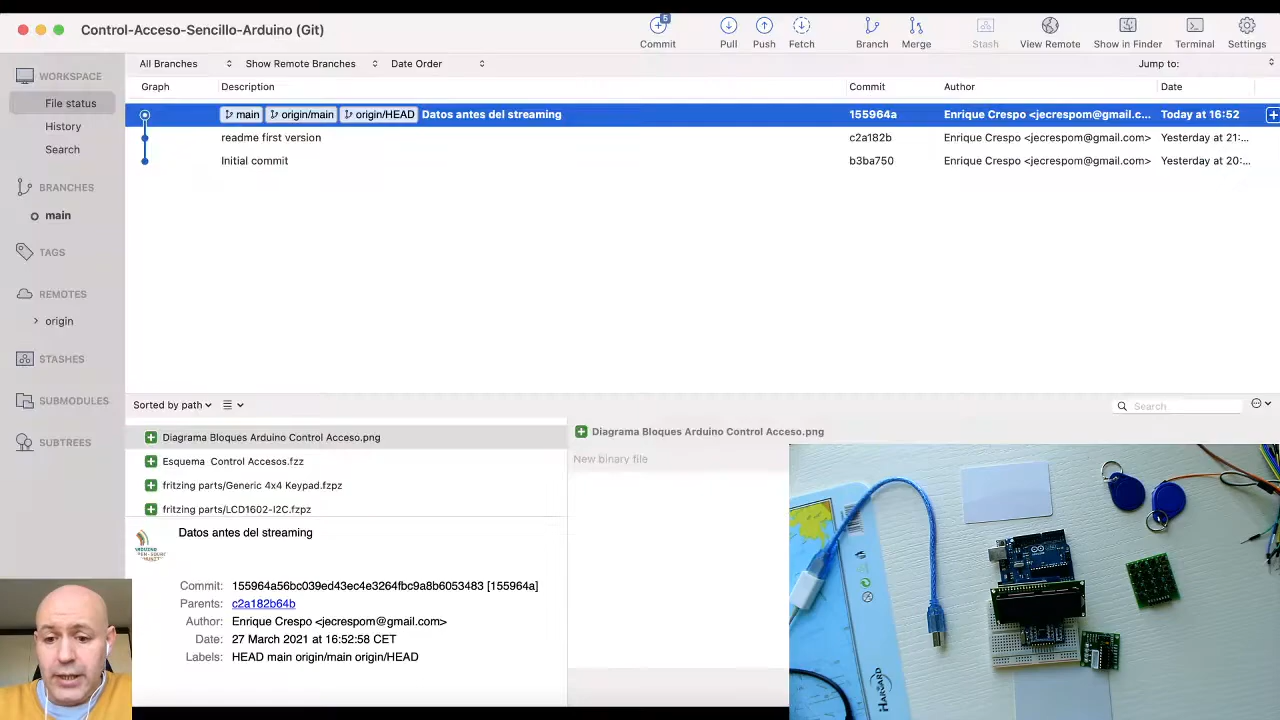 Control-Acceso-Sencillo-Arduino (Git)
5
Commit
Pull
Push
Fetch
Branch
Merge
Stash
View Remote
Show in Finder
Terminal
Settings
WORKSPACE
File status
History
Search
BRANCHES
main
TAGS
REMOTES
origin
STASHES
SUBMODULES
SUBTREES
All Branches
Show Remote Branches
Date Order
Jump to:
Graph
Description
Commit
Author
Date
main origin/main origin/HEAD Datos antes del streaming 155964a Enrique Crespo <jecrespom@gmail.c... Today at 16:52
readme first version c2a182b Enrique Crespo <jecrespom@gmail.com> Yesterday at 21:...
Initial commit b3ba750 Enrique Crespo <jecrespom@gmail.com> Yesterday at 20:...
Sorted by path
Search
Diagrama Bloques Arduino Control Acceso.png
Esquema Control Accesos.fzz
fritzing parts/Generic 4x4 Keypad.fzpz
fritzing parts/LCD1602-I2C.fzpz
Diagrama Bloques Arduino Control Acceso.png
New binary file
Datos antes del streaming
Commit: 155964a56bc039ed43ec4e3264fbc9a8b6053483 [155964a]
Parents: c2a182b64b
Author: Enrique Crespo <jecrespom@gmail.com>
Date: 27 March 2021 at 16:52:58 CET
Labels: HEAD main origin/main origin/HEAD
HARVARD